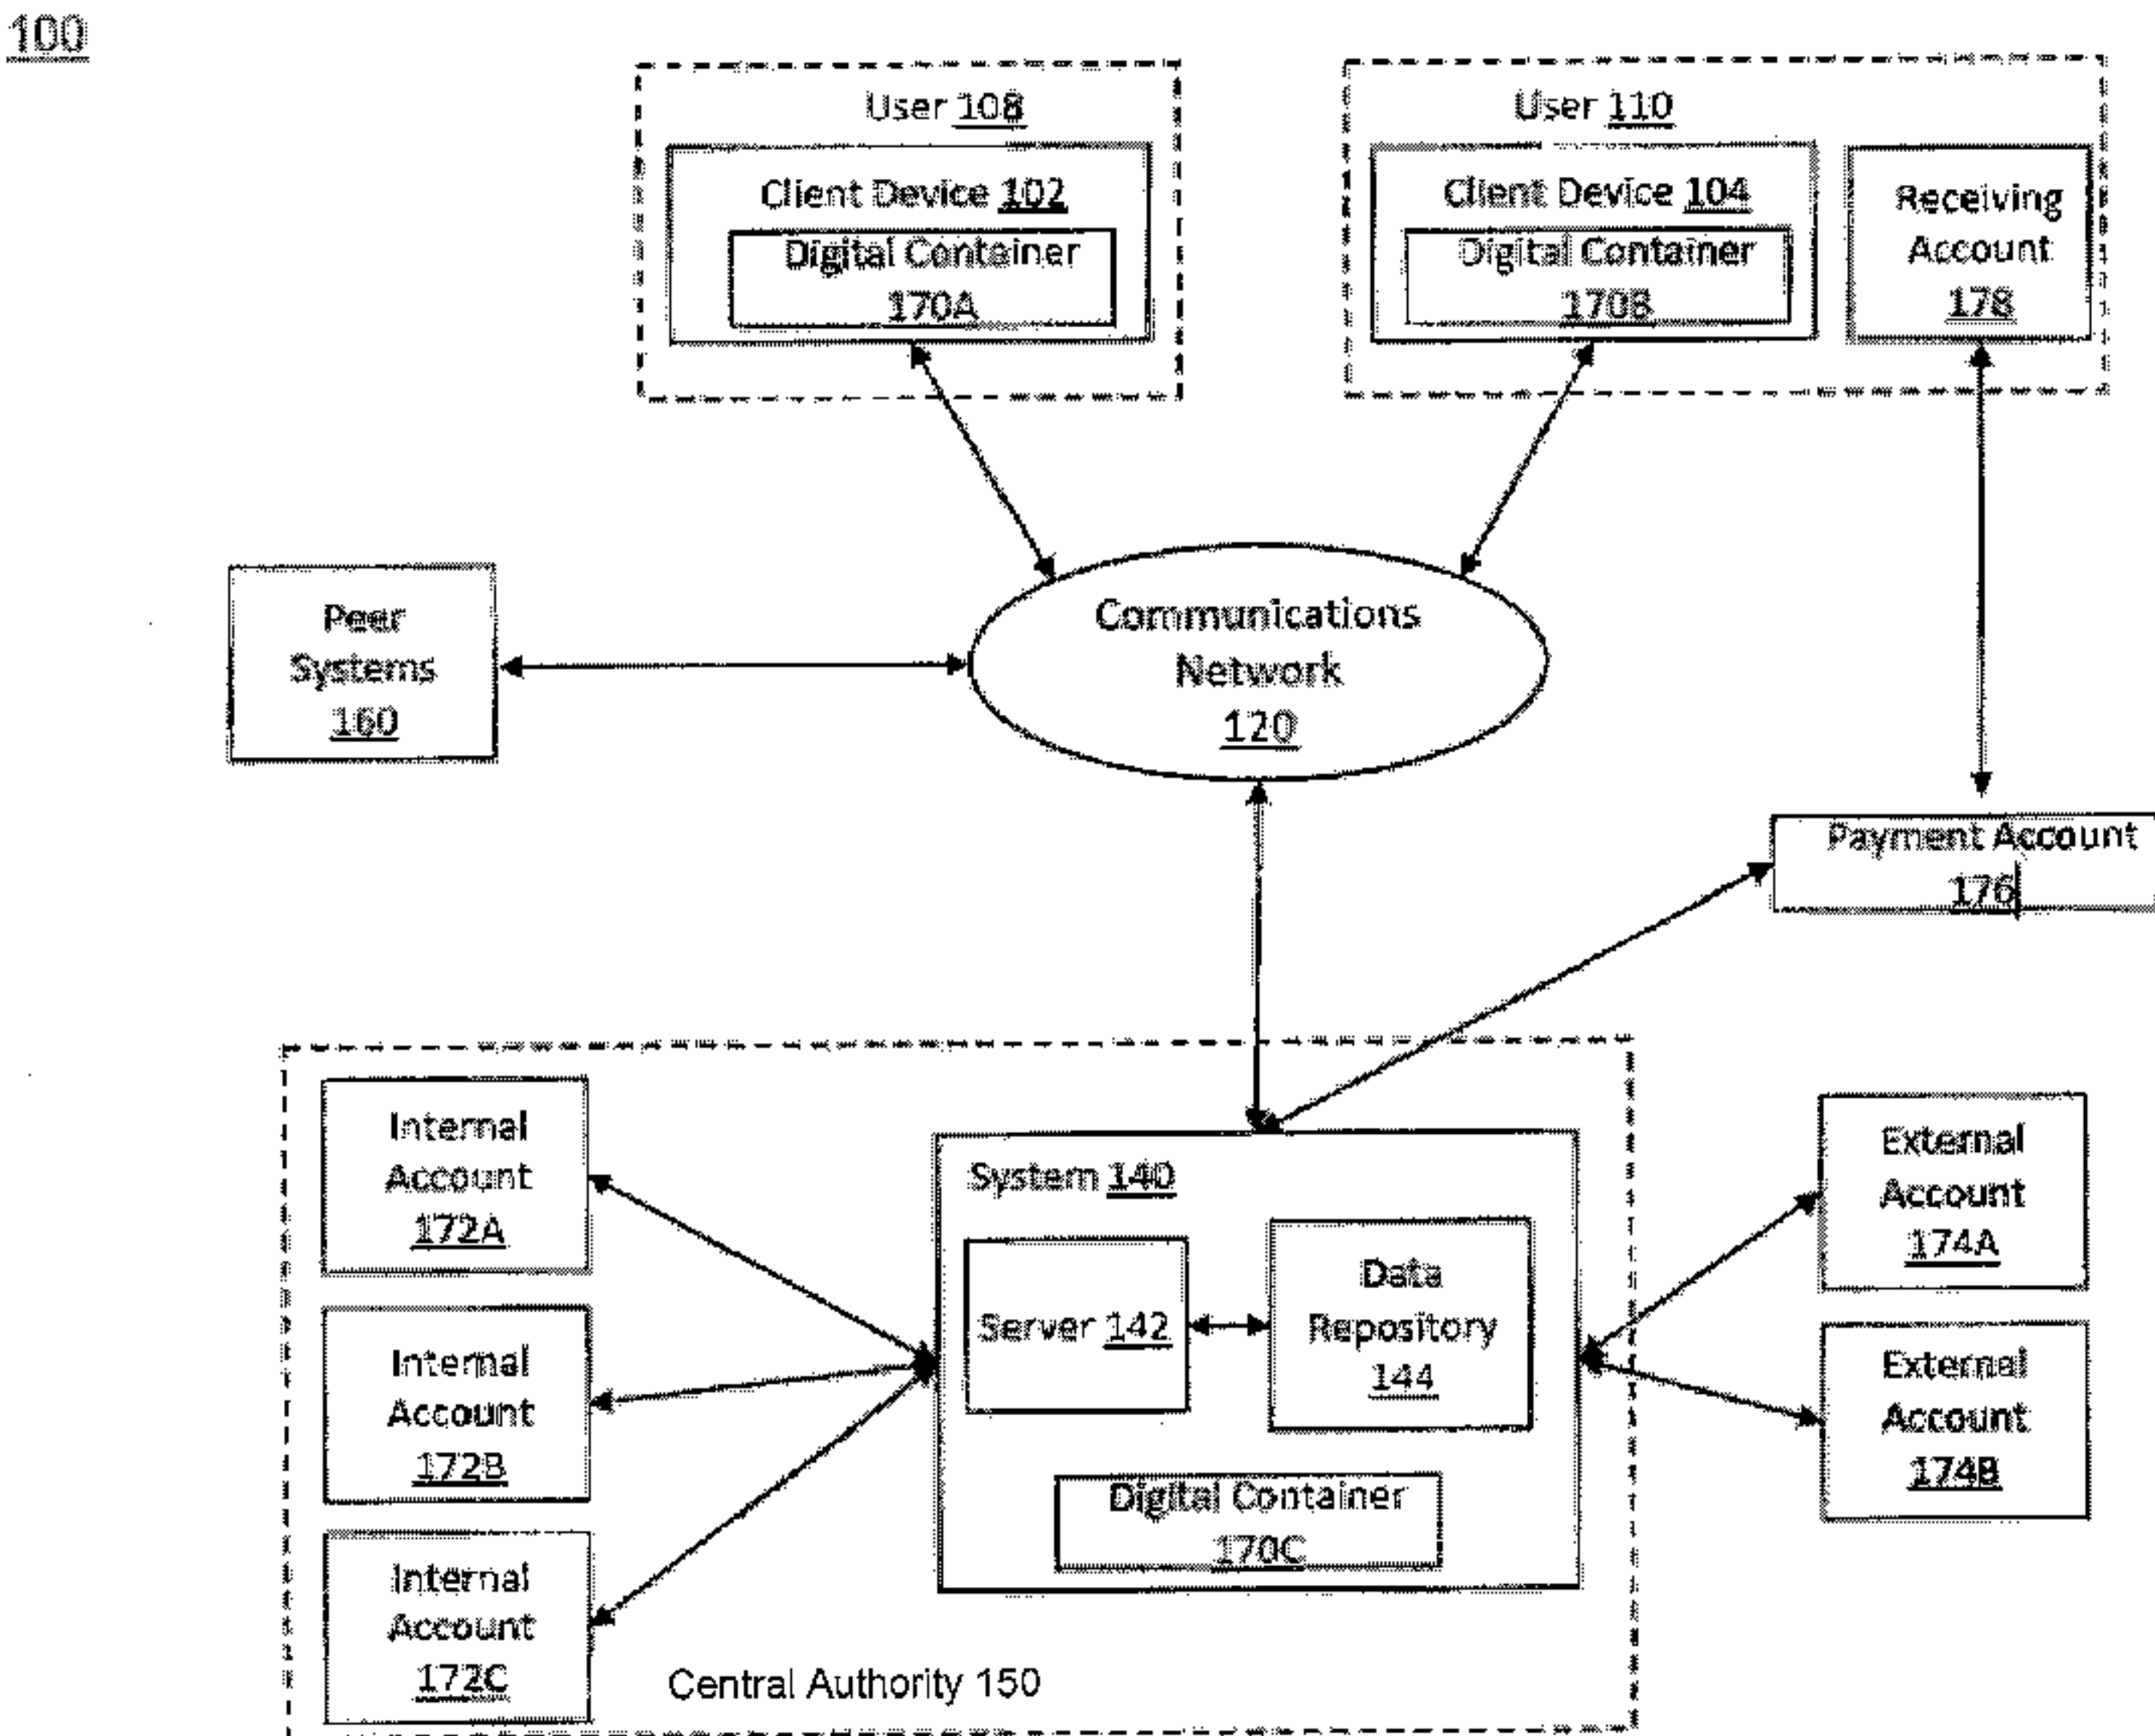 100
User 108
Client Device 102
Digital Container
170A
User 110
Client Device 104
Digital Container
170B
Receiving
Account
178
Peer
Systems
160
Communications
Network
120
Payment Account
176
Internal
Account
172A
Internal
Account
172B
Internal
Account
172C
System 140
Server 142
Data
Repository
144
Digital Container
170C
External
Account
174A
External
Account
174B
Central Authority 150